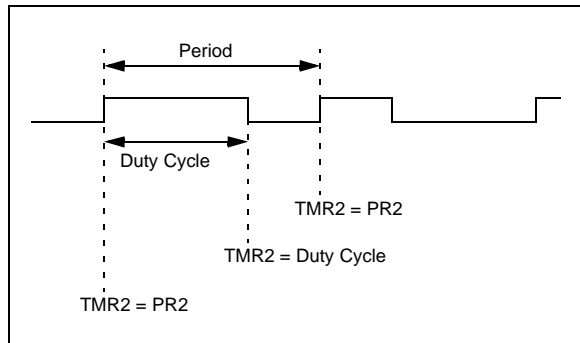 Period
Duty Cycle
TMR2 = PR2
TMR2 = Duty Cycle
TMR2 = PR2